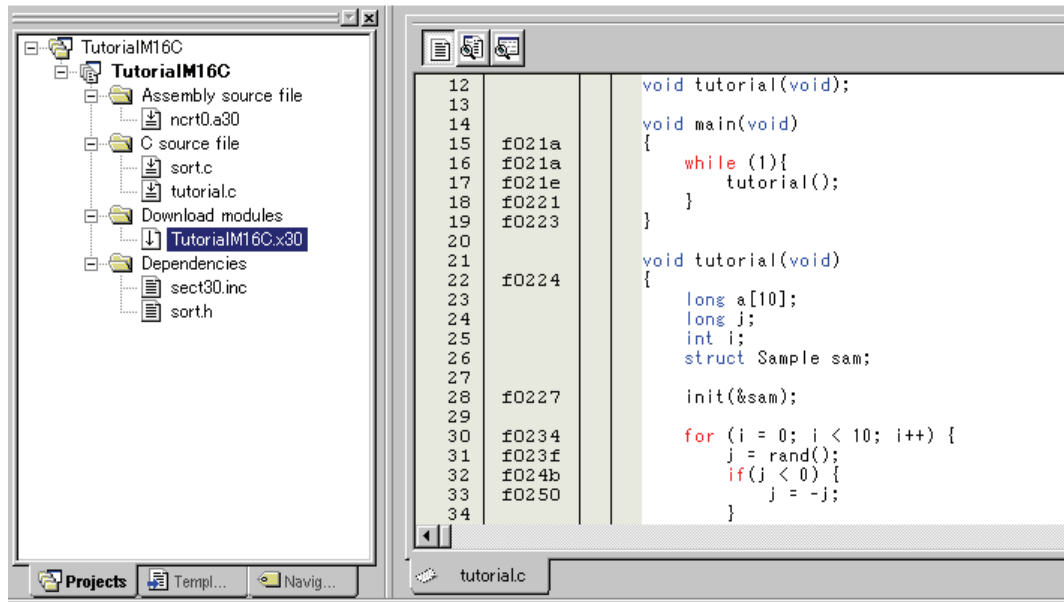 TutorialM16C
TutorialM16C
Assembly source file
ncrt0.a30
C source file
sort.c
tutorial.c
Download modules
TutorialM16C.x30
Dependencies
sect30.inc
sort.h
Projects
Templ...
Navig...
12 void tutorial(void);
13
14 void main(void)
15 f021a {
16 f021a while (1){
17 f021e tutorial();
18 f0221 }
19 f0223 }
20
21 void tutorial(void)
22 f0224 {
23 long a[10];
24 long j;
25 int i;
26 struct Sample sam;
27
28 f0227 init(&sam);
29
30 f0234 for (i = 0; i < 10; i++) {
31 f023f j = rand();
32 f024b if(j < 0) {
33 f0250 j = -j;
34 }
tutorial.c